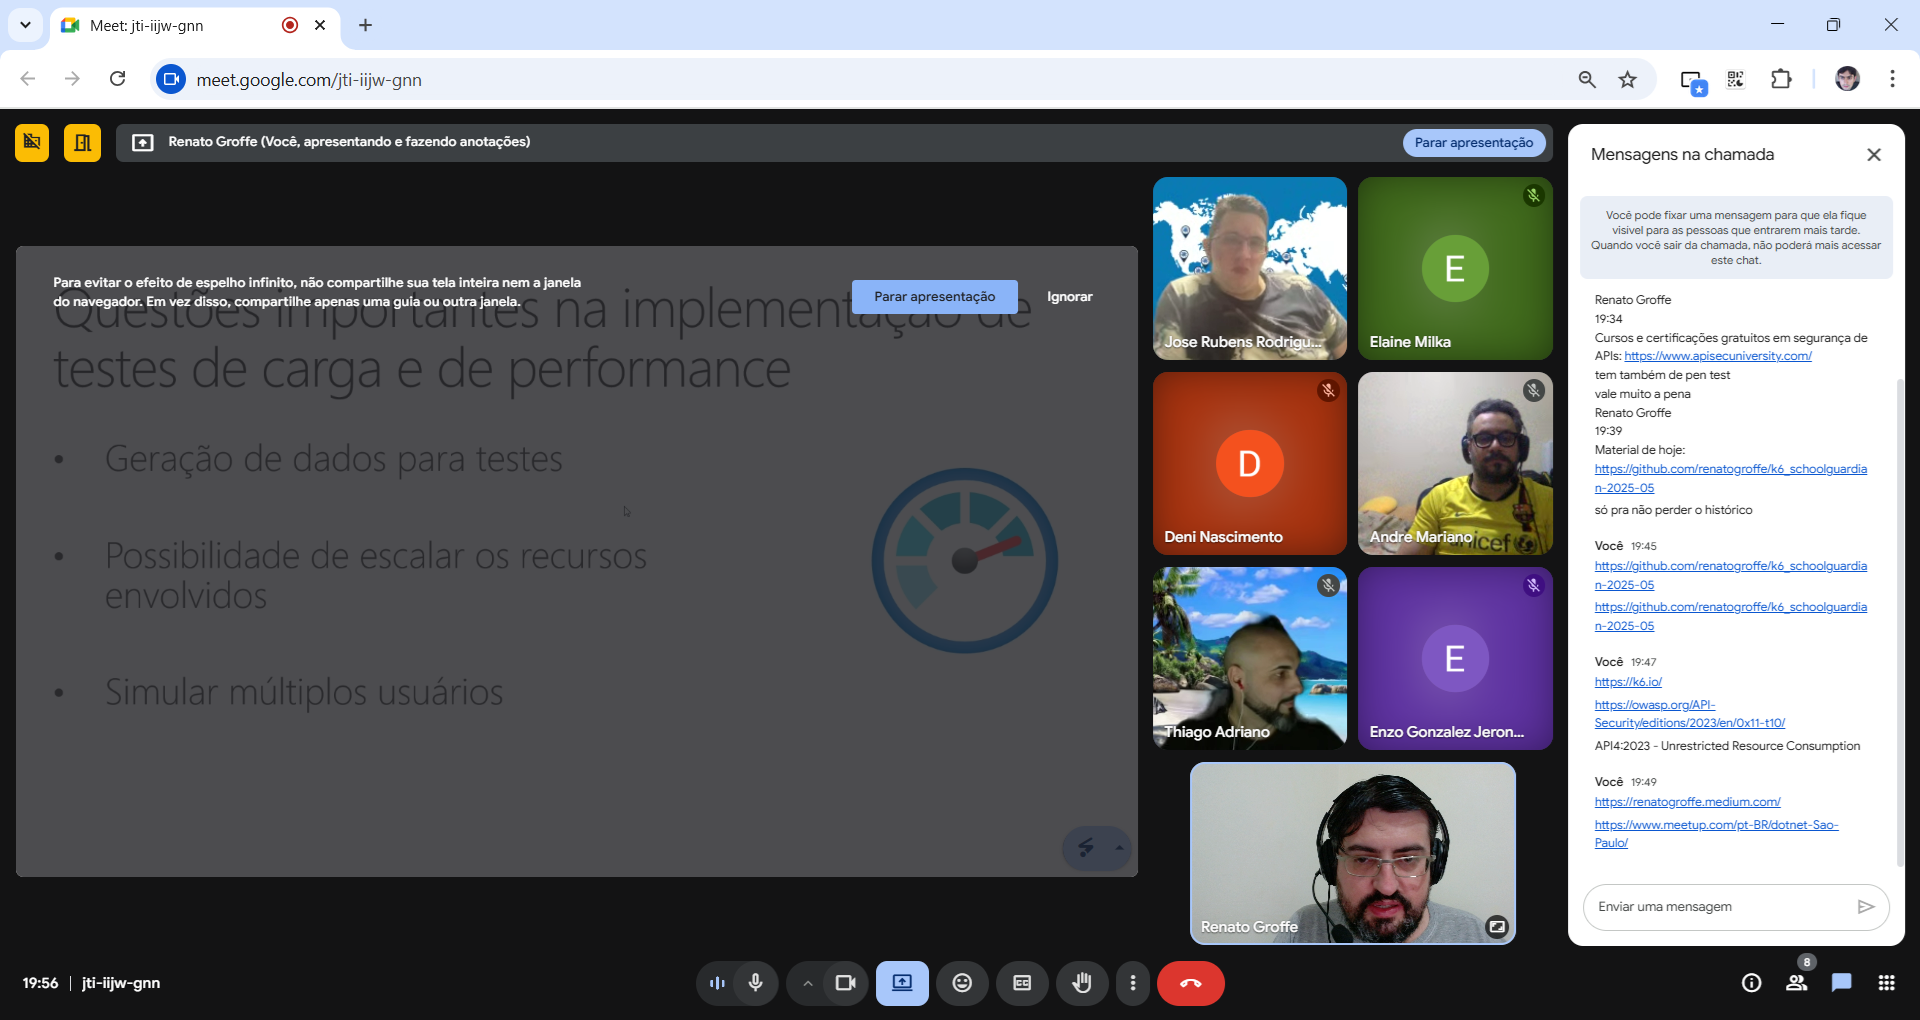 Meet: jti-iijw-gnn
meet.google.com/jti-iijw-gnn
Renato Groffe (Você, apresentando e fazendo anotações)
Parar apresentação
Para evitar o efeito de espelho infinito, não compartilhe sua tela inteira nem a janela
do navegador. Em vez disso, compartilhe apenas uma guia ou outra janela.
Parar apresentação
Ignorar
Questões importantes na implementação de
testes de carga e de performance
• Geração de dados para testes
• Possibilidade de escalar os recursos
envolvidos
• Simular múltiplos usuários
Jose Rubens Rodrigu...
E
Elaine Milka
D
Deni Nascimento
Andre Mariano
unicef
Thiago Adriano
E
Enzo Gonzalez Jeron...
Renato Groffe
Mensagens na chamada
Você pode fixar uma mensagem para que ela fique
visível para as pessoas que entrarem mais tarde.
Quando você sair da chamada, não poderá mais acessar
este chat.
Renato Groffe
19:34
Cursos e certificações gratuitos em segurança de
APIs: https://www.apisecuniversity.com/
tem também de pen test
vale muito a pena
Renato Groffe
19:39
Material de hoje:
https://github.com/renatogroffe/k6_schoolguardia
n-2025-05
só pra não perder o histórico
Você 19:45
https://github.com/renatogroffe/k6_schoolguardia
n-2025-05
https://github.com/renatogroffe/k6_schoolguardia
n-2025-05
Você 19:47
https://k6.io/
https://owasp.org/API-
Security/editions/2023/en/0x11-t10/
API4:2023 - Unrestricted Resource Consumption
Você 19:49
https://renatogroffe.medium.com/
https://www.meetup.com/pt-BR/dotnet-Sao-
Paulo/
Enviar uma mensagem
19:56 | jti-iijw-gnn
CC
8